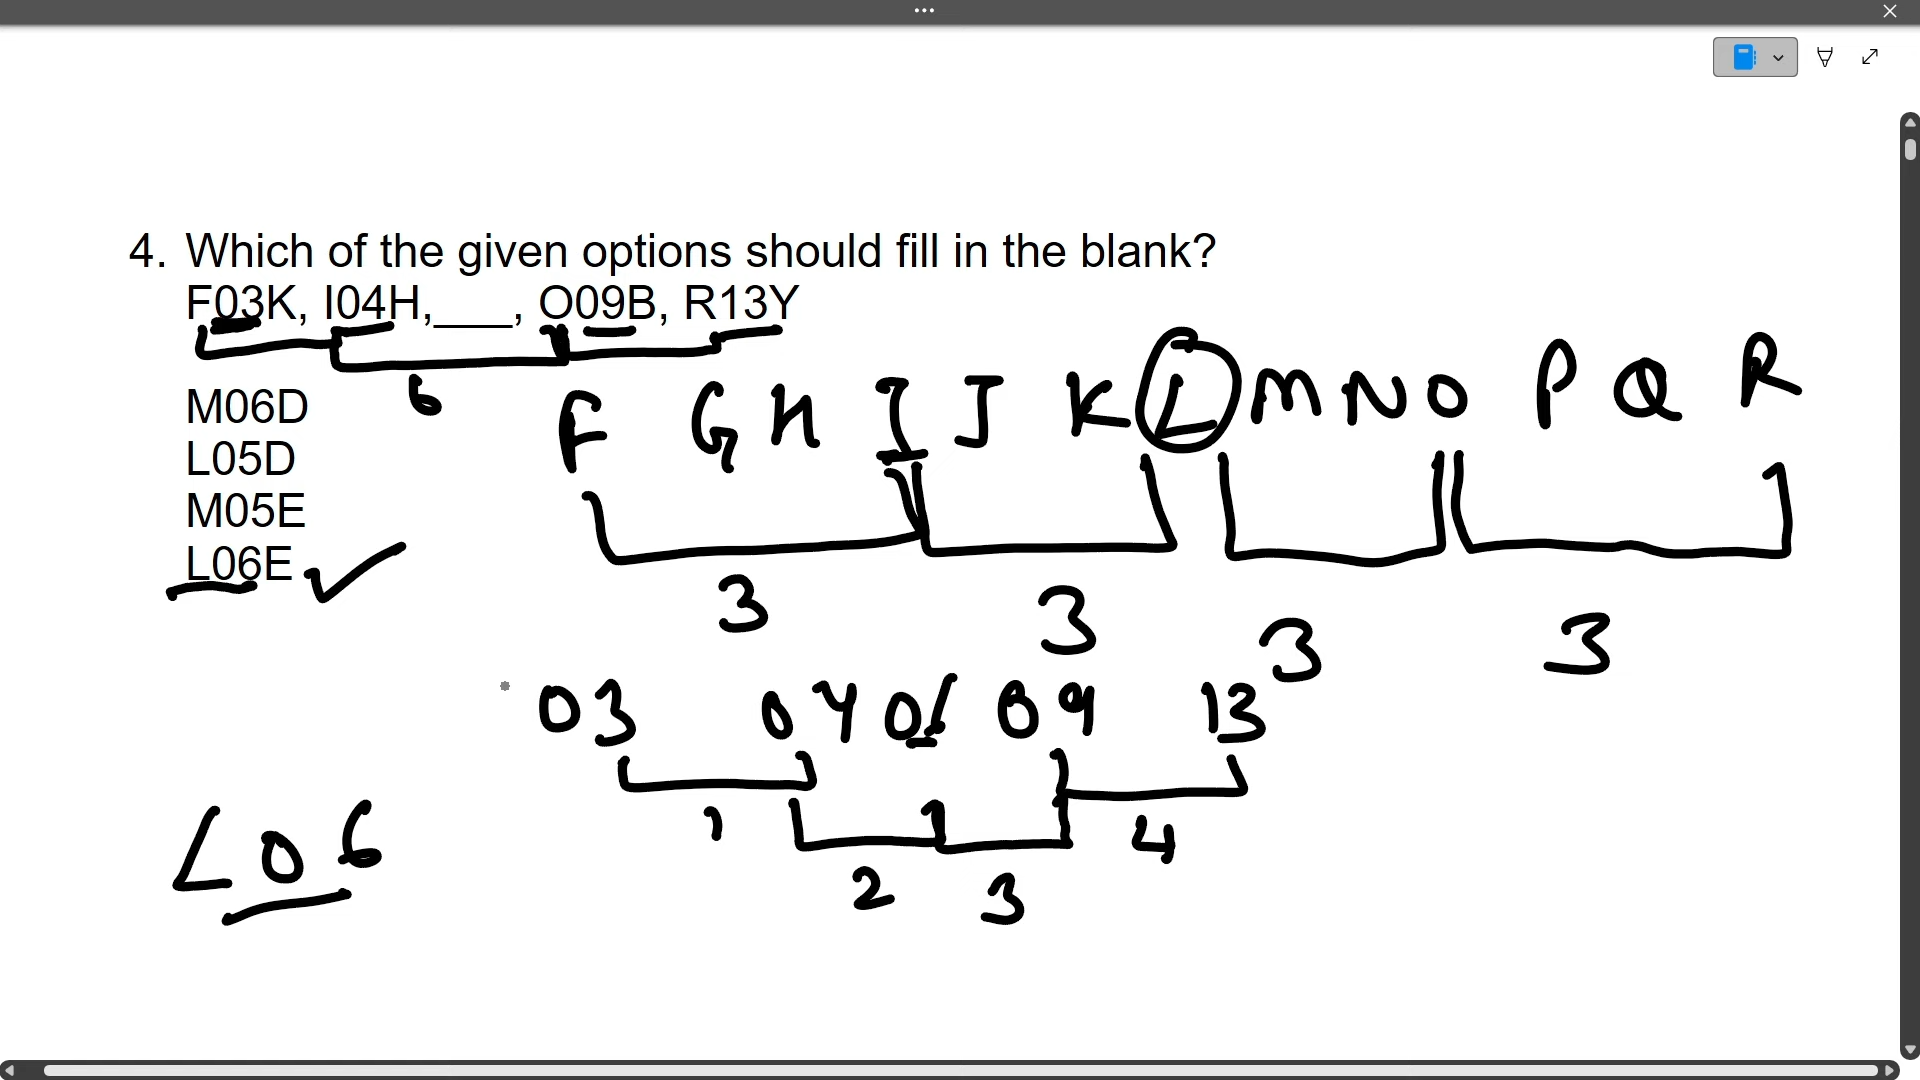 4. Which of the given options should fill in the blank?
F03K, I04H,___, O09B, R13Y
6
M06D
L05D
M05E
L06E
F G H I J K L M N O P Q R
3 3 3 3
03 04 09 13
1 2 3 4
L06